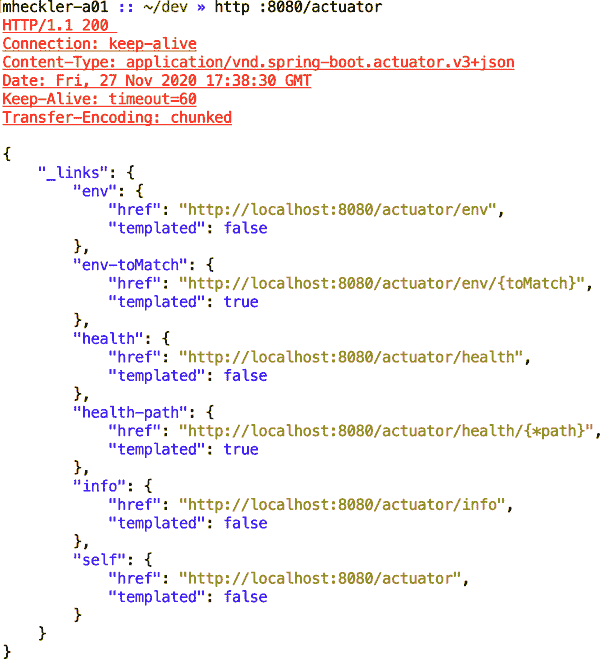 mheckler-a01 :: ~/dev » http :8080/actuator
HTTP/1.1 200
Connection: keep-alive
Content-Type: application/vnd.spring-boot.actuator.v3+json
Date: Fri, 27 Nov 2020 17:38:30 GMT
Keep-Alive: timeout=60
Transfer-Encoding: chunked

{
    "_links": {
        "env": {
            "href": "http://localhost:8080/actuator/env",
            "templated": false
        },
        "env-toMatch": {
            "href": "http://localhost:8080/actuator/env/{toMatch}",
            "templated": true
        },
        "health": {
            "href": "http://localhost:8080/actuator/health",
            "templated": false
        },
        "health-path": {
            "href": "http://localhost:8080/actuator/health/{*path}",
            "templated": true
        },
        "info": {
            "href": "http://localhost:8080/actuator/info",
            "templated": false
        },
        "self": {
            "href": "http://localhost:8080/actuator",
            "templated": false
        }
    }
}